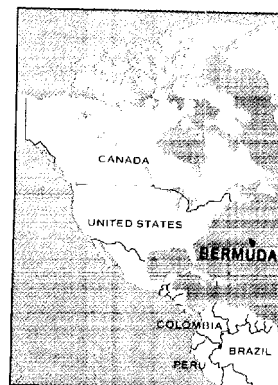 CANADA
UNITED STATES
BERMUDA
COLOMBIA
BRAZIL
PERU